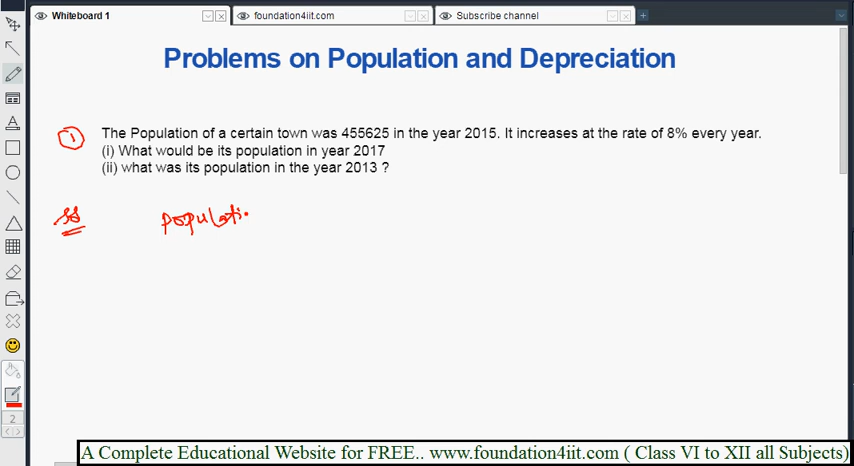 Whiteboard 1 foundation4iit.com Subscribe channel
Problems on Population and Depreciation
1 The Population of a certain town was 455625 in the year 2015. It increases at the rate of 8% every year.
(i) What would be its population in year 2017
(ii) what was its population in the year 2013 ?
Populati
2
A Complete Educational Website for FREE.. www.foundation4iit.com ( Class VI to XII all Subjects)